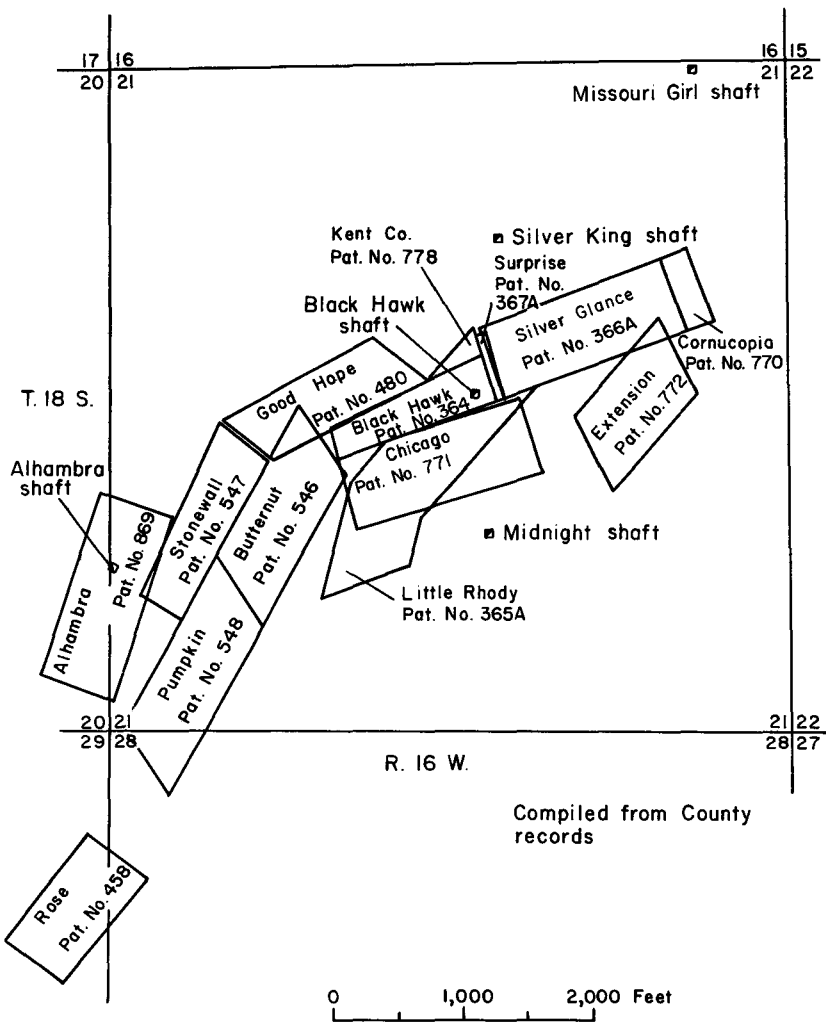 17 16
20 21
16 15
21 22
Missouri Girl shaft
Kent Co.
Pat. No. 778
Silver King shaft
Surprise
Pat. No.
367A
Black Hawk
shaft
Silver Glance
Pat. No. 366A
Cornucopia
Pat. No. 770
Good Hope
Pat. No. 480
Black Hawk
Pat. No. 364
Chicago
Pat. No. 771
Extension
Pat. No. 772
T. 18 S.
Alhambra
shaft
Stonewall
Pat. No. 547
Butternut
Pat. No. 546
Midnight shaft
Alhambra
Pat. No. 869
Little Rhody
Pat. No. 365A
Pumpkin
Pat. No. 548
20 21
29 28
21 22
28 27
R. 16 W.
Compiled from County
records
Rose
Pat. No. 458
0 1,000 2,000 Feet